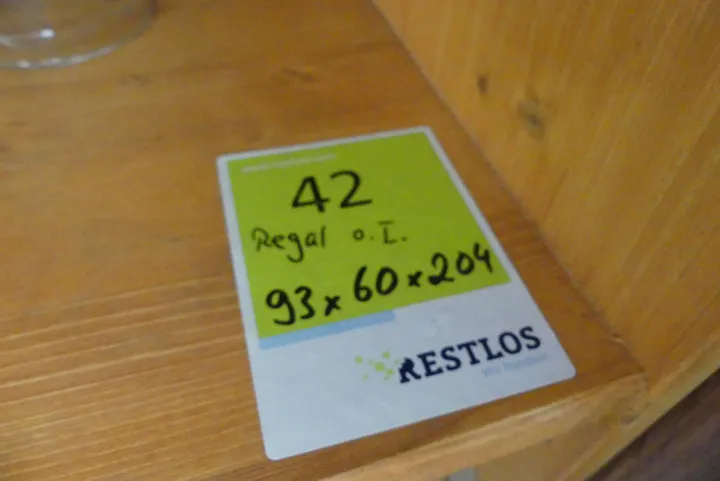 42
Regal o.I.
93x60x204
RESTLOS